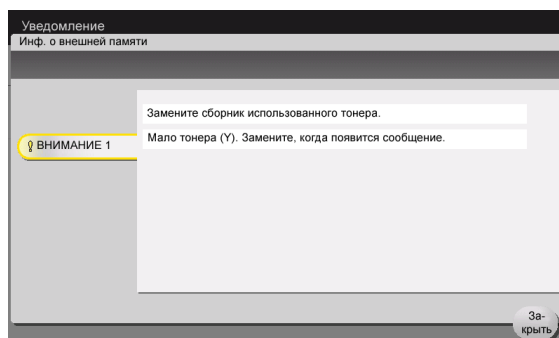 Уведомление
Инф. о внешней памяти
Замените сборник использованного тонера.
Мало тонера (Y). Замените, когда появится сообщение.
ВНИМАНИЕ 1
За-
крыть